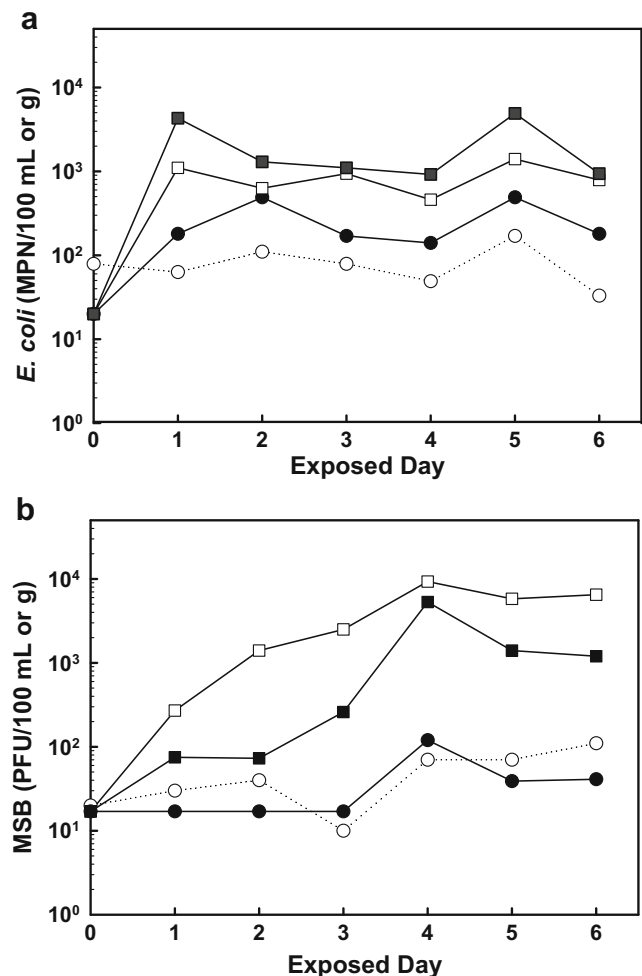 a
10⁴
10³
10²
10¹
10⁰
E. coli (MPN/100 mL or g)
0 1 2 3 4 5 6
Exposed Day
b
10⁴
10³
10²
10¹
10⁰
MSB (PFU/100 mL or g)
0 1 2 3 4 5 6
Exposed Day